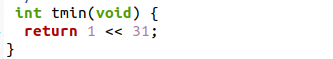 int tmin(void) {
  return 1 << 31;
}